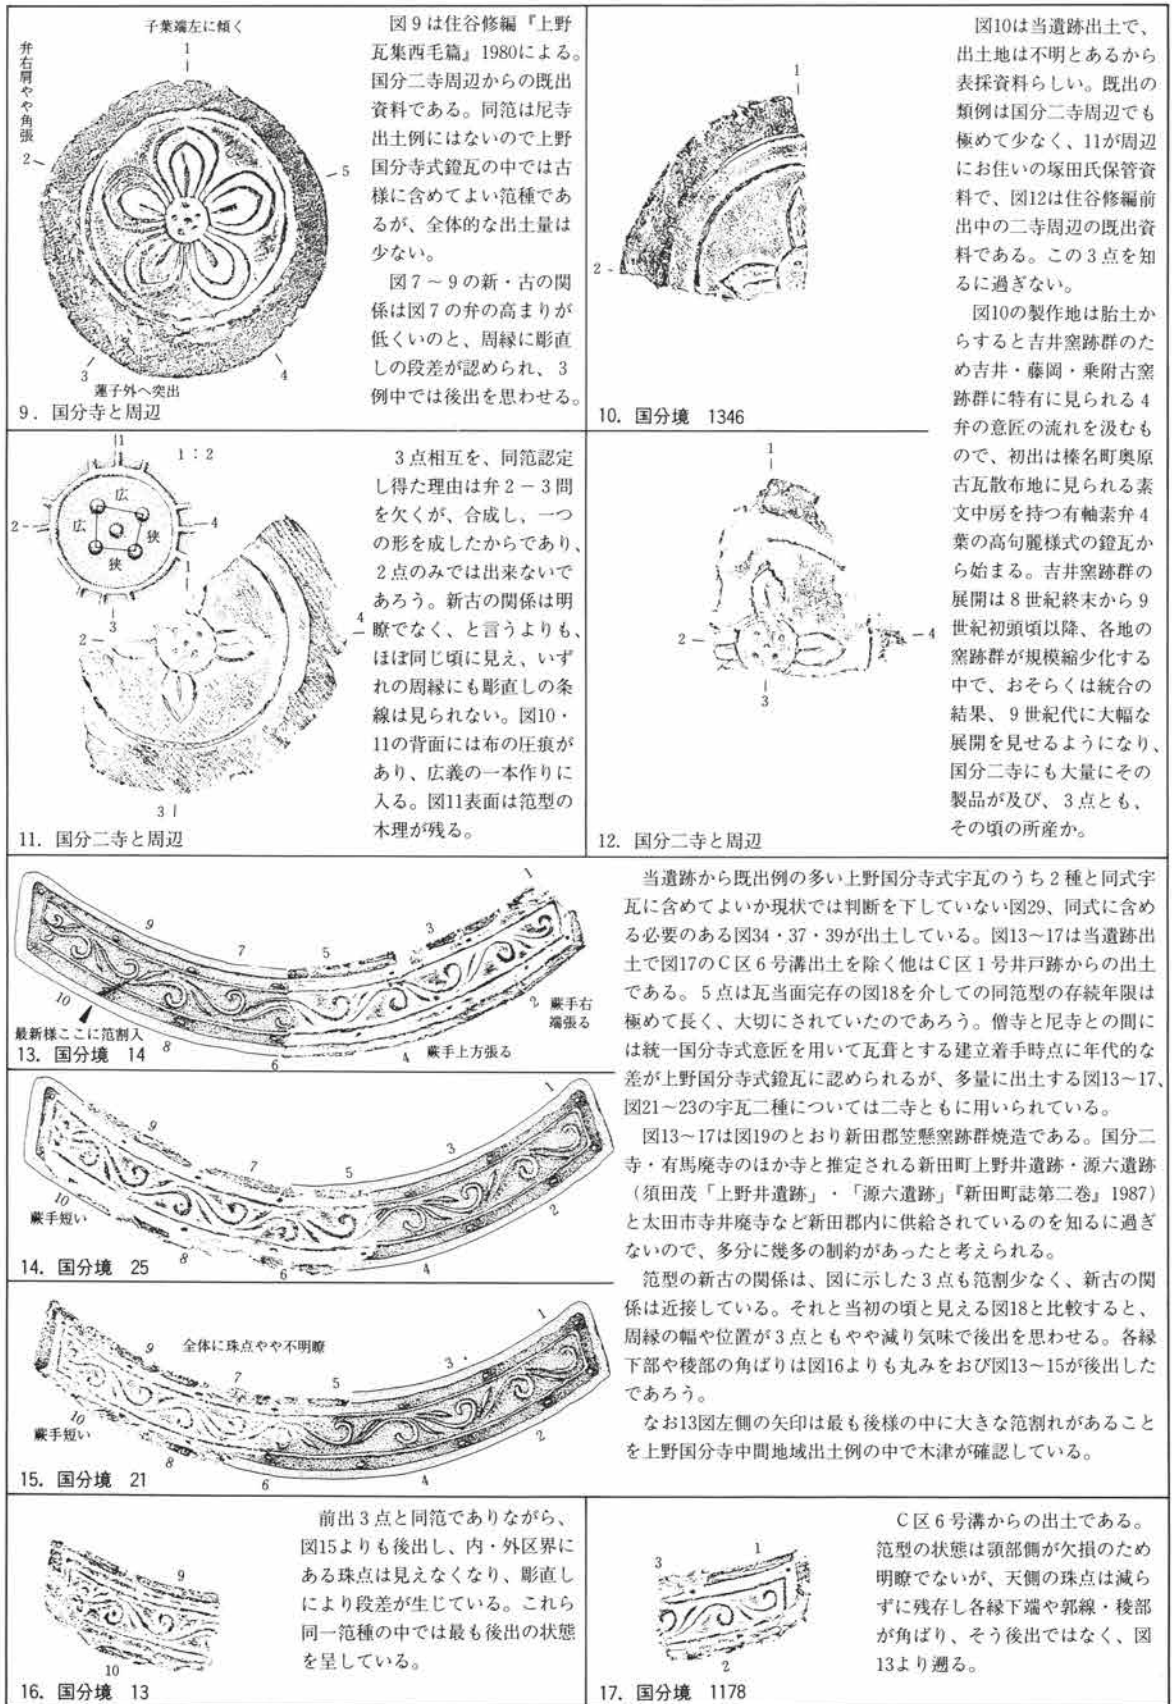 子葉端左に傾く
弁右肩やや角張
1
2
5
3
4
蓮子外へ突出
9．国分寺と周辺
図9は住谷修編『上野
瓦集西毛篇』1980による。
国分二寺周辺からの既出
資料である。同笵は尼寺
出土例にはないので上野
国分寺式鐙瓦の中では古
様に含めてよい笵種であ
るが、全体的な出土量は
少ない。
図7～9の新・古の関
係は図7の弁の高まりが
低くいのと、周縁に彫直
しの段差が認められ、3
例中では後出を思わせる。
1
2
10．国分境　1346
図10は当遺跡出土で、
出土地は不明とあるから
表採資料らしい。既出の
類例は国分二寺周辺でも
極めて少なく、11が周辺
にお住いの塚田氏保管資
料で、図12は住谷修編前
出中の二寺周辺の既出資
料である。この3点を知
るに過ぎない。
図10の製作地は胎土か
らすると吉井窯跡群のた
め吉井・藤岡・乗附古窯
跡群に特有に見られる4
弁の意匠の流れを汲むも
ので、初出は榛名町奥原
古瓦散布地に見られる素
文中房を持つ有軸素弁4
葉の高句麗様式の鐙瓦か
ら始まる。吉井窯跡群の
展開は8世紀終末から9
世紀初頭頃以降、各地の
窯跡群が規模縮少化する
中で、おそらくは統合の
結果、9世紀代に大幅な
展開を見せるようになり、
国分二寺にも大量にその
製品が及び、3点とも、
その頃の所産か。
1
1：2
広
広
狭
狭
2
4
3
1
2
4
3
11．国分二寺と周辺
3点相互を、同笵認定
し得た理由は弁2－3間
を欠くが、合成し、一つ
の形を成したからであり、
2点のみでは出来ないで
あろう。新古の関係は明
瞭でなく、と言うよりも、
ほぼ同じ頃に見え、いず
れの周縁にも彫直しの条
線は見られない。図10・
11の背面には布の圧痕が
あり、広義の一本作りに
入る。図11表面は笵型の
木理が残る。
1
2
4
3
12．国分二寺と周辺
1
3
5
7
9
10
8
6
4
2
最新様ここに笵割入
蕨手右
端張る
蕨手上方張る
13．国分境　14
1
3
5
7
9
10
8
6
4
2
蕨手短い
14．国分境　25
全体に珠点やや不明瞭
1
3
5
7
9
10
8
6
4
2
蕨手短い
15．国分境　21
当遺跡から既出例の多い上野国分寺式宇瓦のうち2種と同式宇
瓦に含めてよいか現状では判断を下していない図29、同式に含め
る必要のある図34・37・39が出土している。図13～17は当遺跡出
土で図17のC区6号溝出土を除く他はC区1号井戸跡からの出土
である。5点は瓦当面完存の図18を介しての同笵型の存続年限は
極めて長く、大切にされていたのであろう。僧寺と尼寺との間に
は統一国分寺式意匠を用いて瓦葺とする建立着手時点に年代的な
差が上野国分寺式鐙瓦に認められるが、多量に出土する図13～17、
図21～23の宇瓦二種については二寺ともに用いられている。
図13～17は図19のとおり新田郡笠懸窯跡群焼造である。国分二
寺・有馬廃寺のほか寺と推定される新田町上野井遺跡・源六遺跡
（須田茂「上野井遺跡」・「源六遺跡」『新田町誌第二巻』1987）
と太田市寺井廃寺など新田郡内に供給されているのを知るに過ぎ
ないので、多分に幾多の制約があったと考えられる。
笵型の新古の関係は、図に示した3点も笵割少なく、新古の関
係は近接している。それと当初の頃と見える図18と比較すると、
周縁の幅や位置が3点ともやや減り気味で後出を思わせる。各縁
下部や稜部の角ばりは図16よりも丸みをおび図13～15が後出した
であろう。
なお13図左側の矢印は最も後様の中に大きな笵割れがあること
を上野国分寺中間地域出土例の中で木津が確認している。
9
10
16．国分境　13
前出3点と同笵でありながら、
図15よりも後出し、内・外区界に
ある珠点は見えなくなり、彫直し
により段差が生じている。これら
同一笵種の中では最も後出の状態
を呈している。
3
1
2
17．国分境　1178
C区6号溝からの出土である。
笵型の状態は顎部側が欠損のため
明瞭でないが、天側の珠点は減ら
ずに残存し各縁下端や郭線・稜部
が角ばり、そう後出ではなく、図
13より遡る。